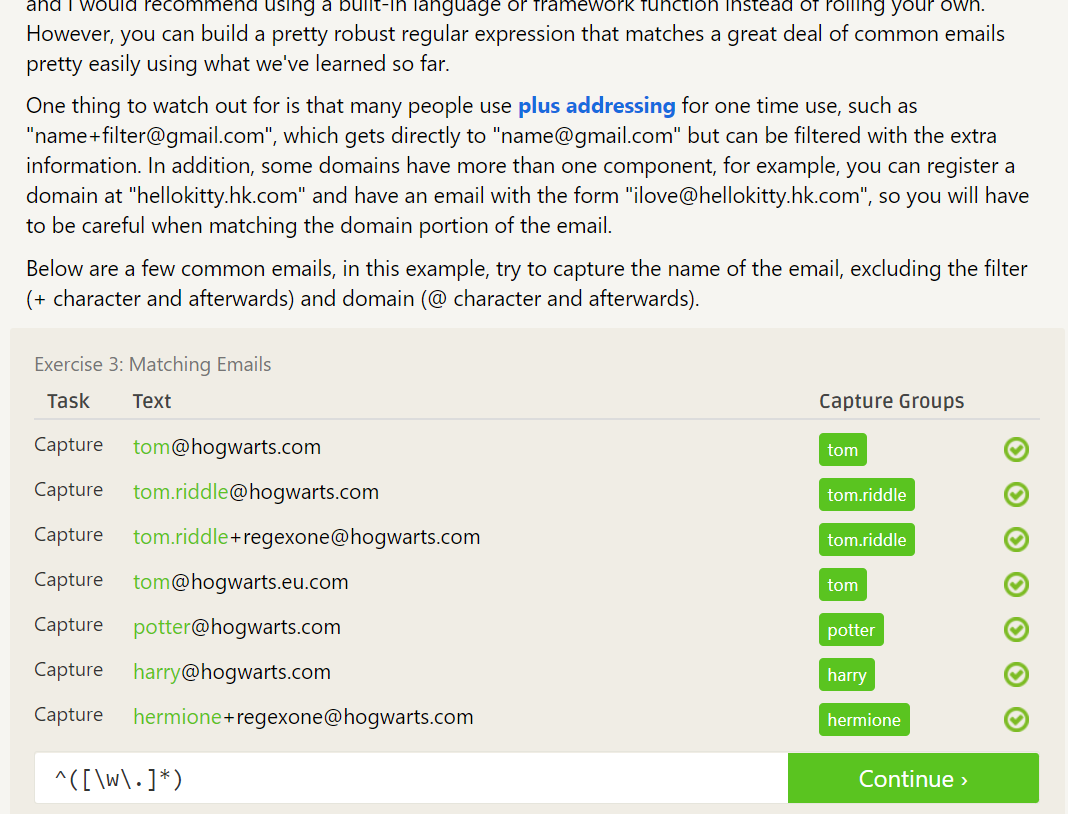 and I would recommend using a built-in language or framework function instead of rolling your own.
However, you can build a pretty robust regular expression that matches a great deal of common emails
pretty easily using what we've learned so far.
One thing to watch out for is that many people use plus addressing for one time use, such as
"name+filter@gmail.com", which gets directly to "name@gmail.com" but can be filtered with the extra
information. In addition, some domains have more than one component, for example, you can register a
domain at "hellokitty.hk.com" and have an email with the form "ilove@hellokitty.hk.com", so you will have
to be careful when matching the domain portion of the email.
Below are a few common emails, in this example, try to capture the name of the email, excluding the filter
(+ character and afterwards) and domain (@ character and afterwards).
Exercise 3: Matching Emails
Task Text Capture Groups
Capture tom@hogwarts.com tom
Capture tom.riddle@hogwarts.com tom.riddle
Capture tom.riddle+regexone@hogwarts.com tom.riddle
Capture tom@hogwarts.eu.com tom
Capture potter@hogwarts.com potter
Capture harry@hogwarts.com harry
Capture hermione+regexone@hogwarts.com hermione
^([\w\.]*) Continue ›